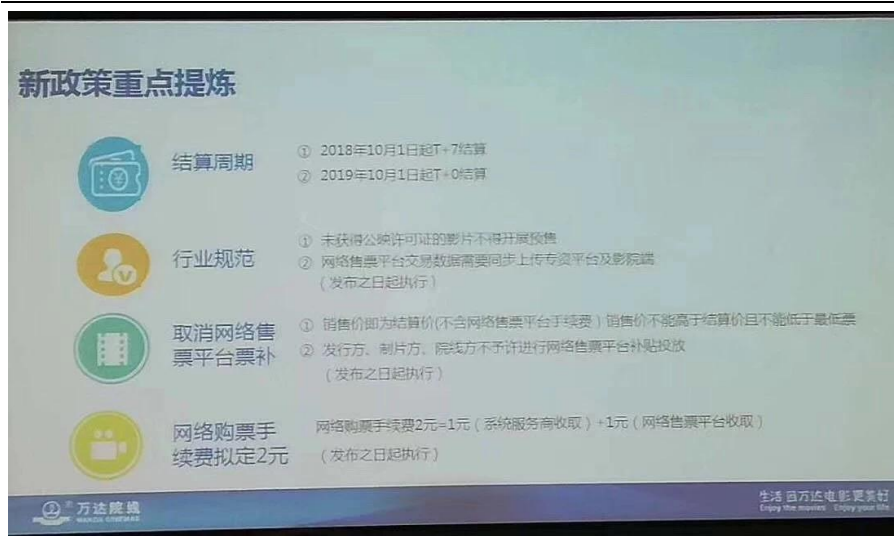 新政策重点提炼
结算周期
① 2018年10月1日起T+7结算
② 2019年10月1日起T+0结算
行业规范
① 未获得公映许可证的影片不得开展预售
② 网络售票平台交易数据需要同步上传专资平台及影院端
（发布之日起执行）
取消网络售
票平台票补
① 销售价即为结算价(不含网络售票平台手续费）销售价不能高于结算价且不能低于最低票
② 发行方、制片方、院线方不予许进行网络售票平台补贴投放
（发布之日起执行）
网络购票手
续费拟定2元
网络购票手续费2元=1元（系统服务商收取）+1元（网络售票平台收取）
（发布之日起执行）
万达院线
WANDA CINEMAS
生活 因万达电影更美好
Enjoy the movies Enjoy your life